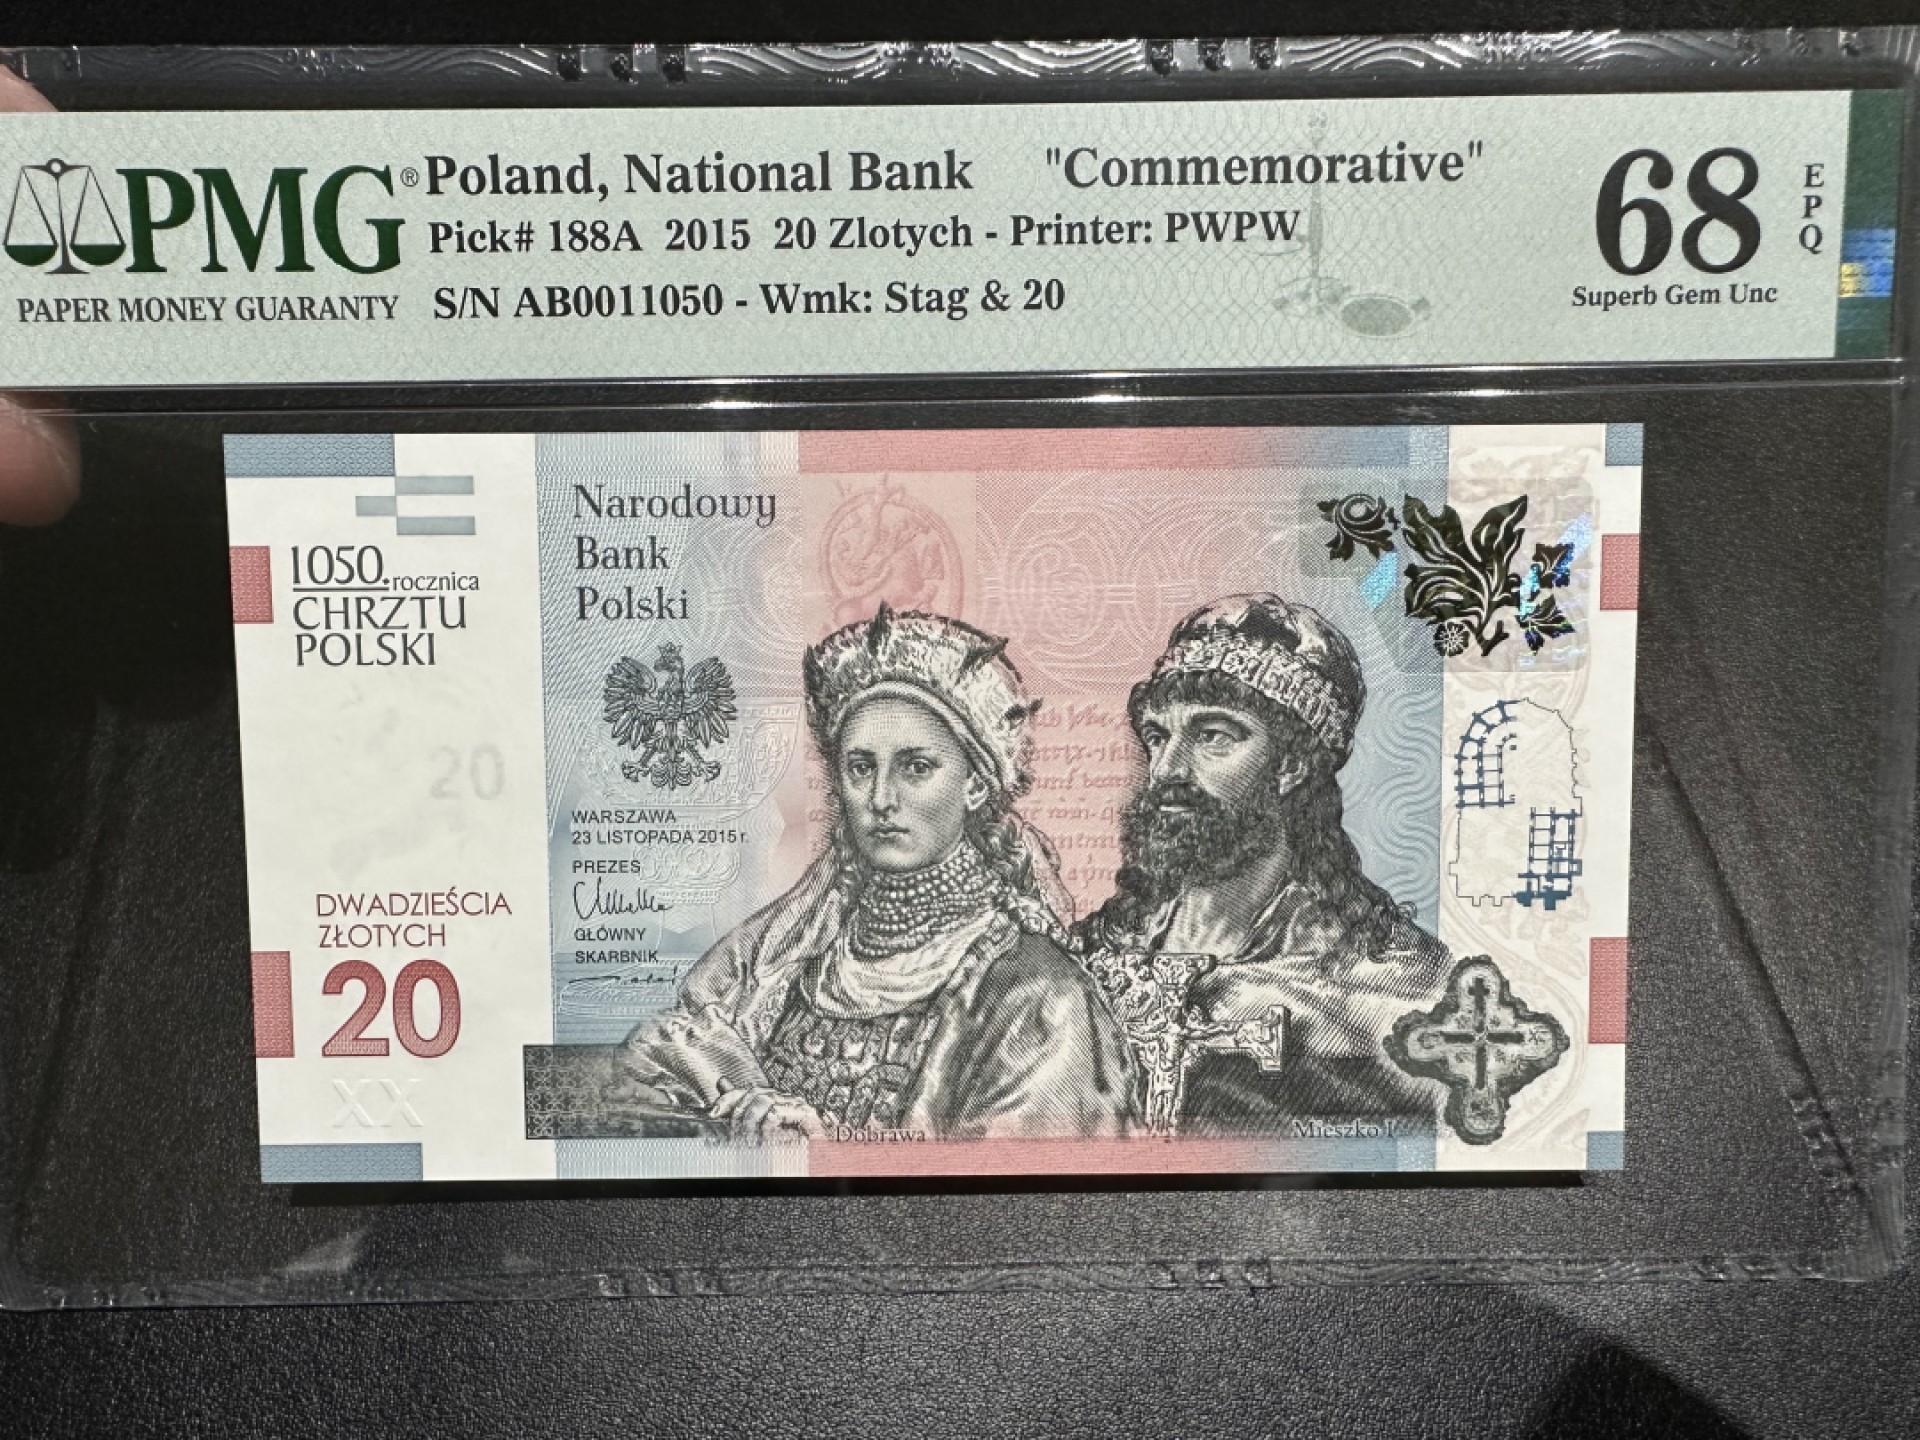 PMG® Poland, National Bank "Commemorative" 68 EPQ
Pick# 188A 2015 20 Zlotych - Printer: PWPW
PAPER MONEY GUARANTY S/N AB0011050 - Wmk: Stag & 20 Superb Gem Unc
Narodowy
Bank
Polski
1050. rocznica
CHRZTU
POLSKI
20
WARSZAWA
23 LISTOPADA 2015 r.
PREZES
GŁÓWNY
SKARBNIK
DWADZIEŚCIA
ZŁOTYCH
20
XX
Dobrawa
Mieszko I